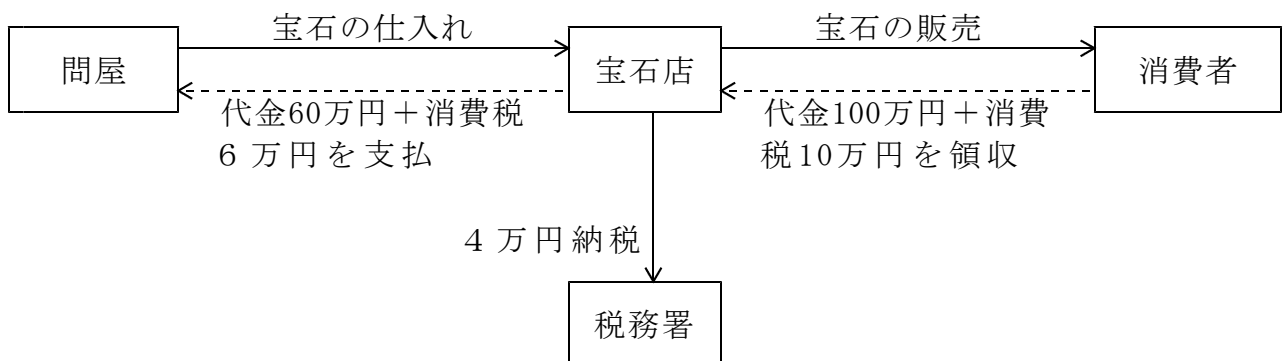 宝石の仕入れ
宝石の販売
問屋
宝石店
消費者
代金60万円＋消費税
６万円を支払
代金100万円＋消費
税10万円を領収
４万円納税
税務署